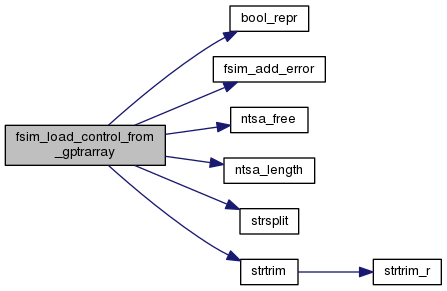 bool_repr
fsim_add_error
ntsa_free
fsim_load_control_from
_gptrarray
ntsa_length
strsplit
strtrim
strtrim_r